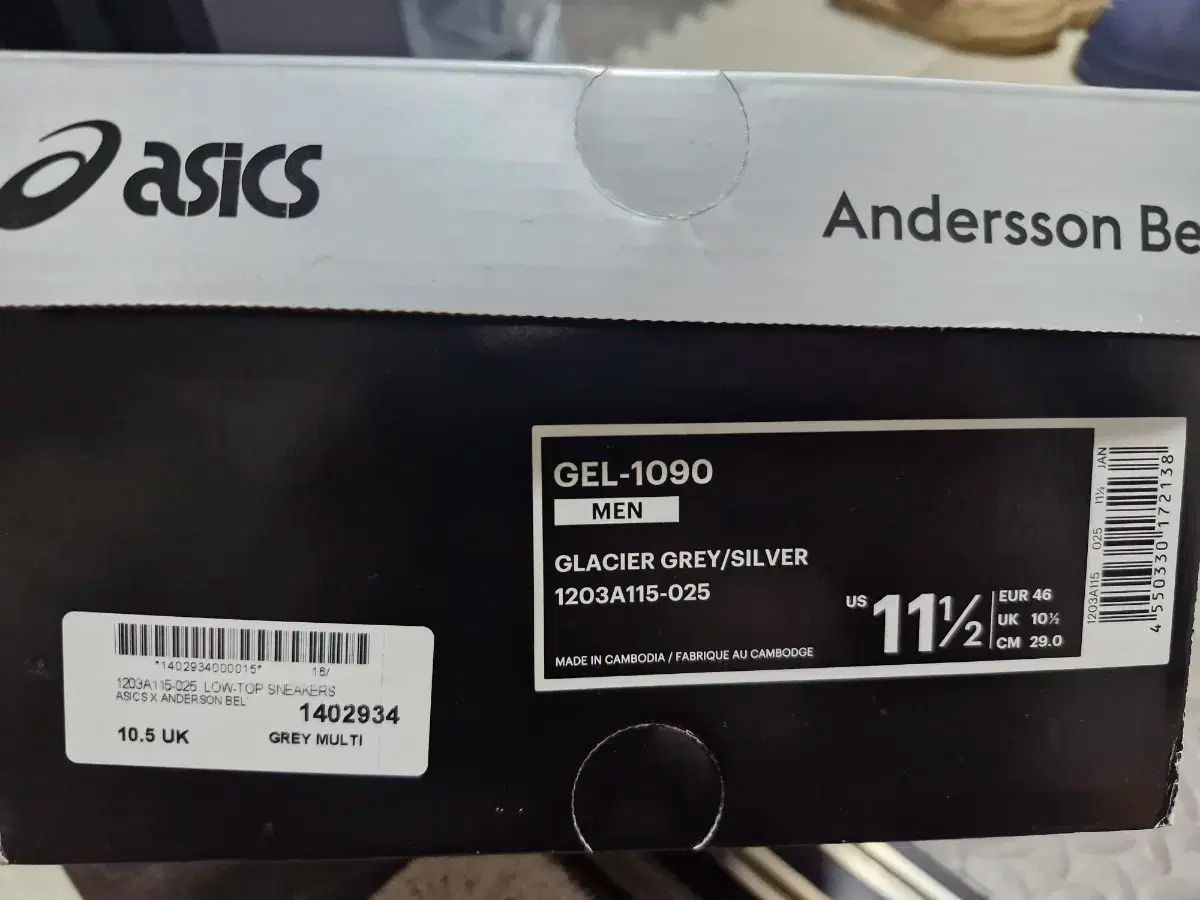 asics
Andersson Be
GEL-1090
MEN
GLACIER GREY/SILVER
1203A115-025
US 11½
EUR 46
UK 10½
CM 29.0
MADE IN CAMBODIA / FABRIQUE AU CAMBODGE
1203A115 025 11½ JAN
4 550330 172138
*1402934000015* 16/
1203A115-025 LOW-TOP SNEAKERS
ASICS X ANDERSON BEL
1402934
10.5 UK GREY MULTI